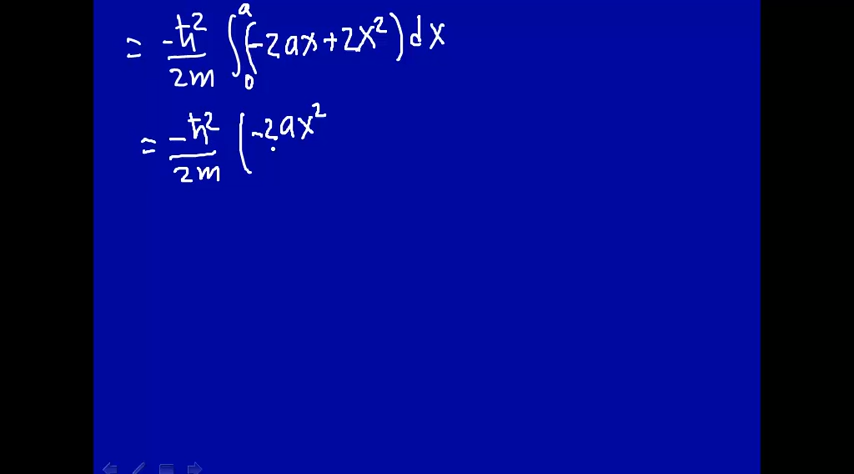 = -ħ²/2m ∫₀ᵃ (-2ax + 2x²) dx
= -ħ²/2m (-2ax²